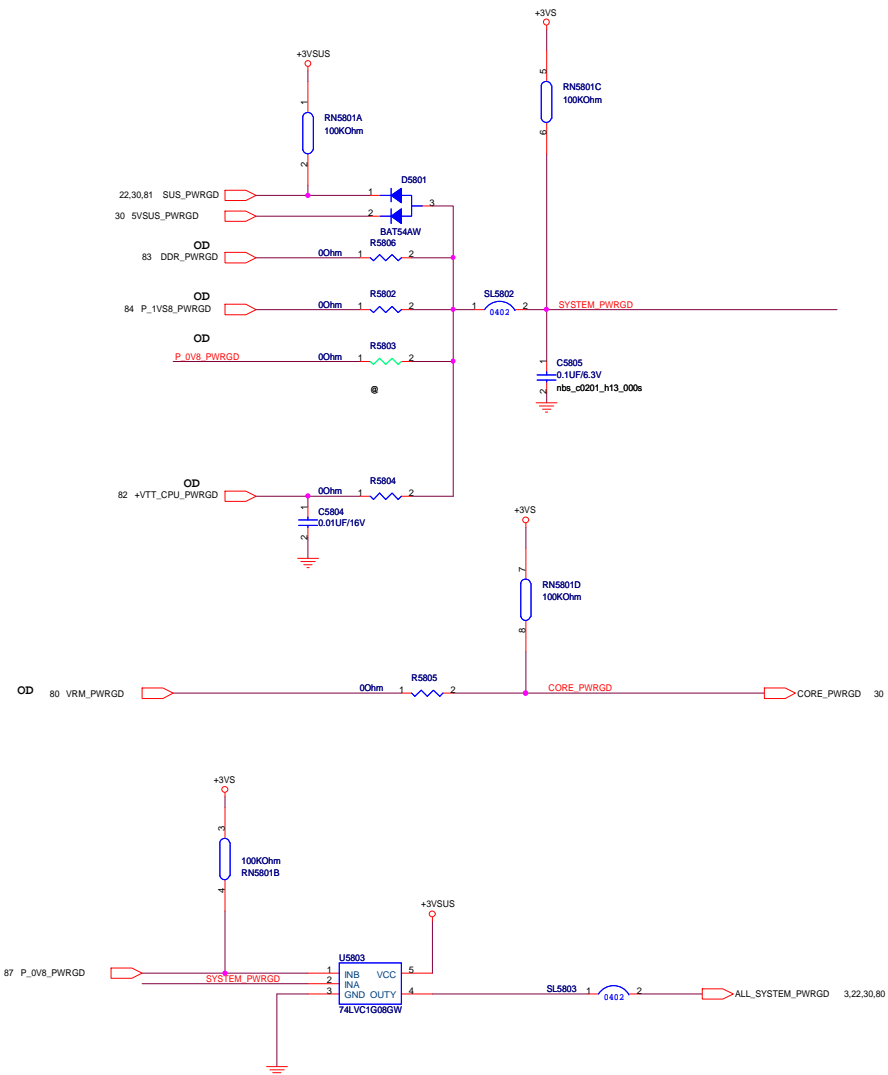 +3VS
+3VSUS
5
RN5801C
100KOhm
6
1
RN5801A
100KOhm
2
22,30,81 SUS_PWRGD
1
D5801
3
30 5VSUS_PWRGD
2
BAT54AW
OD
83 DDR_PWRGD
0Ohm
1
R5806
2
OD
84 P_1VS8_PWRGD
0Ohm
1
R5802
2
1
SL5802
0402
2
SYSTEM_PWRGD
OD
P_0V8_PWRGD
0Ohm
1
R5803
2
@
1
C5805
0.1UF/6.3V
nbs_c0201_h13_000s
2
OD
82 +VTT_CPU_PWRGD
0Ohm
1
R5804
2
1
C5804
0.01UF/16V
2
+3VS
7
RN5801D
100KOhm
8
OD 80 VRM_PWRGD
0Ohm
1
R5805
2
CORE_PWRGD
CORE_PWRGD 30
+3VS
3
100KOhm
RN5801B
4
+3VSUS
87 P_0V8_PWRGD
SYSTEM_PWRGD
U5803
1 INB VCC 5
2 INA
3 GND OUTY 4
74LVC1G08GW
SL5803
1
0402
2
ALL_SYSTEM_PWRGD 3,22,30,80